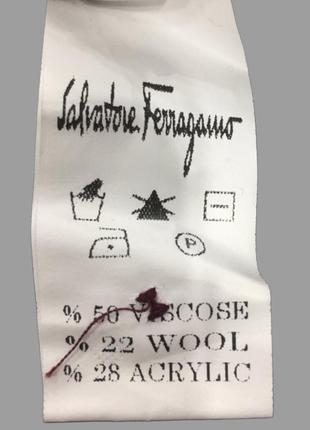 Salvatore Ferragamo
P
% 50 VISCOSE
% 22 WOOL
% 28 ACRYLIC